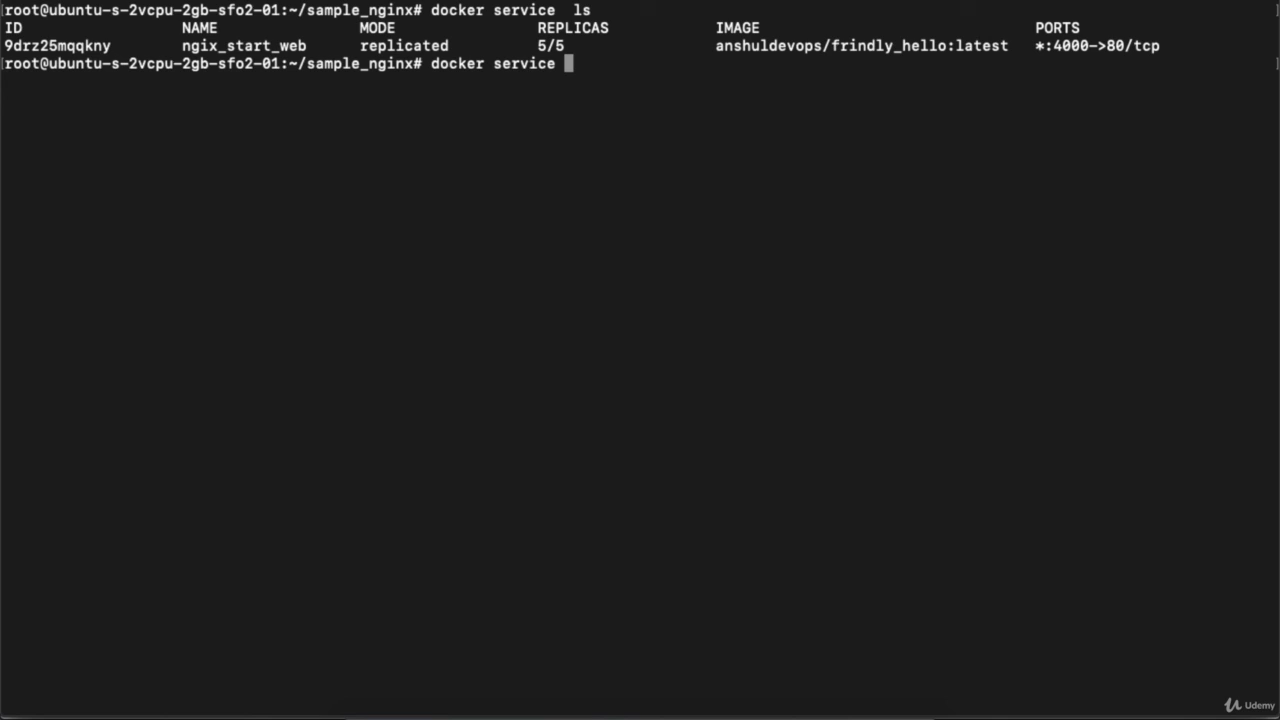 [root@ubuntu-s-2vcpu-2gb-sfo2-01:~/sample_nginx# docker service  ls ]
ID NAME MODE REPLICAS IMAGE PORTS
9drz25mqqkny ngix_start_web replicated 5/5 anshuldevops/frindly_hello:latest *:4000->80/tcp
[root@ubuntu-s-2vcpu-2gb-sfo2-01:~/sample_nginx# docker service ]
Udemy